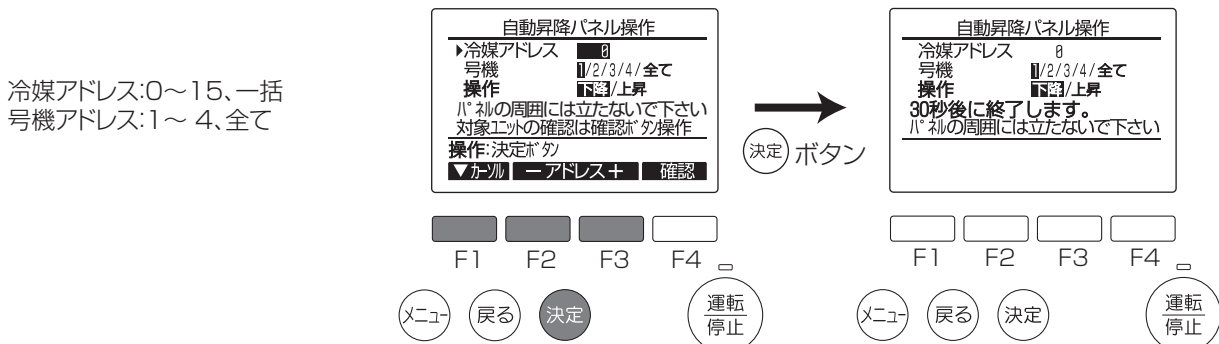 冷媒アドレス:0～15、一括
号機アドレス:1～ 4、全て
自動昇降パネル操作
▶冷媒アドレス 0
号機 1/2/3/4/全て
操作 下降/上昇
パネルの周囲には立たないで下さい
対象ユニットの確認は確認ボタン操作
操作:決定ボタン
▼カーソル －アドレス＋ 確認
F1 F2 F3 F4
メニュー 戻る 決定 運転
停止
決定 ボタン
自動昇降パネル操作
冷媒アドレス 0
号機 1/2/3/4/全て
操作 下降/上昇
30秒後に終了します。
パネルの周囲には立たないで下さい
F1 F2 F3 F4
メニュー 戻る 決定 運転
停止